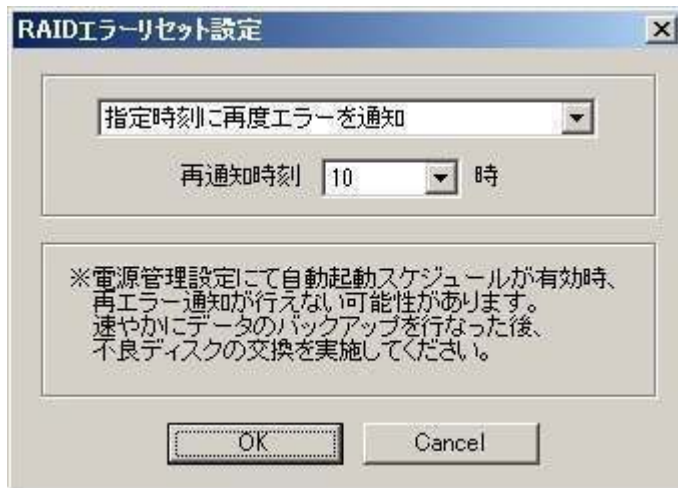 RAIDエラーリセット設定
指定時刻に再度エラーを通知
再通知時刻 10 時
※電源管理設定にて自動起動スケジュールが有効時、
再エラー通知が行えない可能性があります。
速やかにデータのバックアップを行なった後、
不良ディスクの交換を実施してください。
OK Cancel